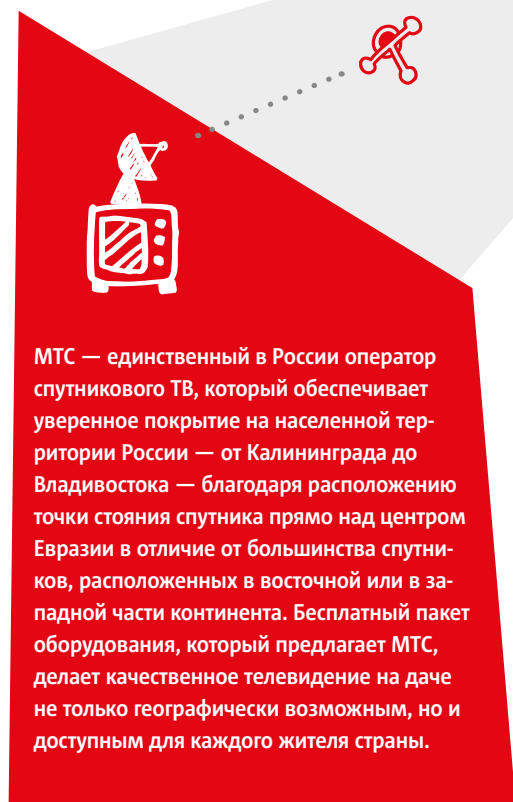 МТС — единственный в России оператор
спутникового ТВ, который обеспечивает
уверенное покрытие на населенной тер-
ритории России — от Калининграда до
Владивостока — благодаря расположению
точки стояния спутника прямо над центром
Евразии в отличие от большинства спутни-
ков, расположенных в восточной или в за-
падной части континента. Бесплатный пакет
оборудования, который предлагает МТС,
делает качественное телевидение на даче
не только географически возможным, но и
доступным для каждого жителя страны.